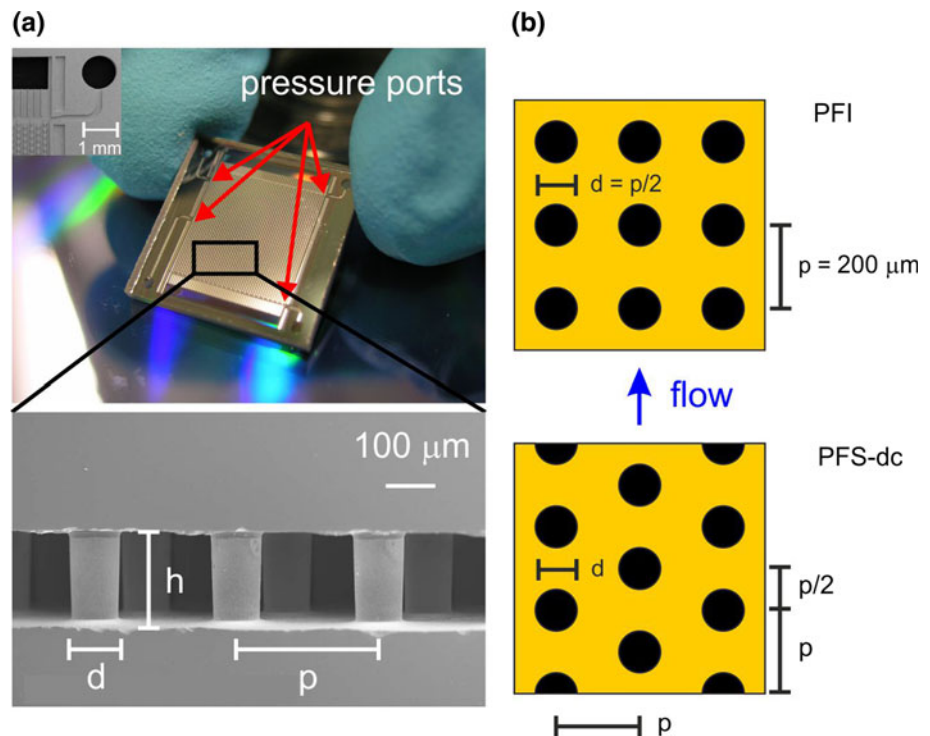 (a)
pressure ports
1 mm
100 μm
h
d
p
(b)
PFI
d = p/2
p = 200 μm
flow
PFS-dc
d
p/2
p
p